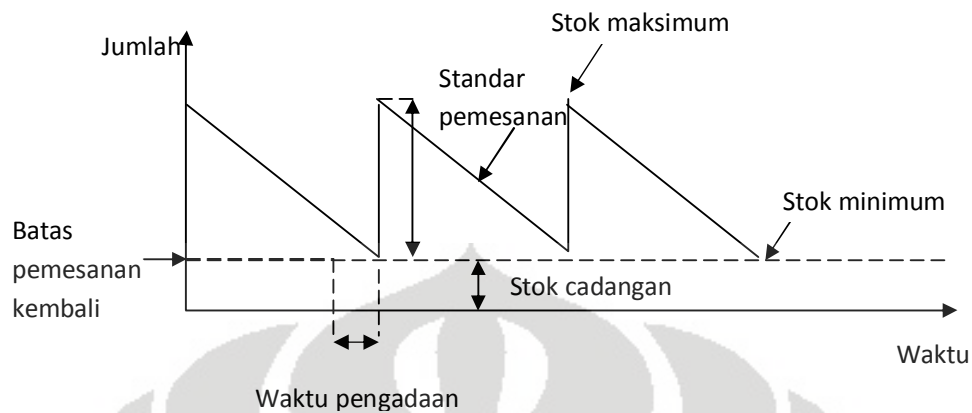 Stok maksimum
Jumlah
Standar
pemesanan
Stok minimum
Batas
pemesanan
kembali
Stok cadangan
Waktu
Waktu pengadaan